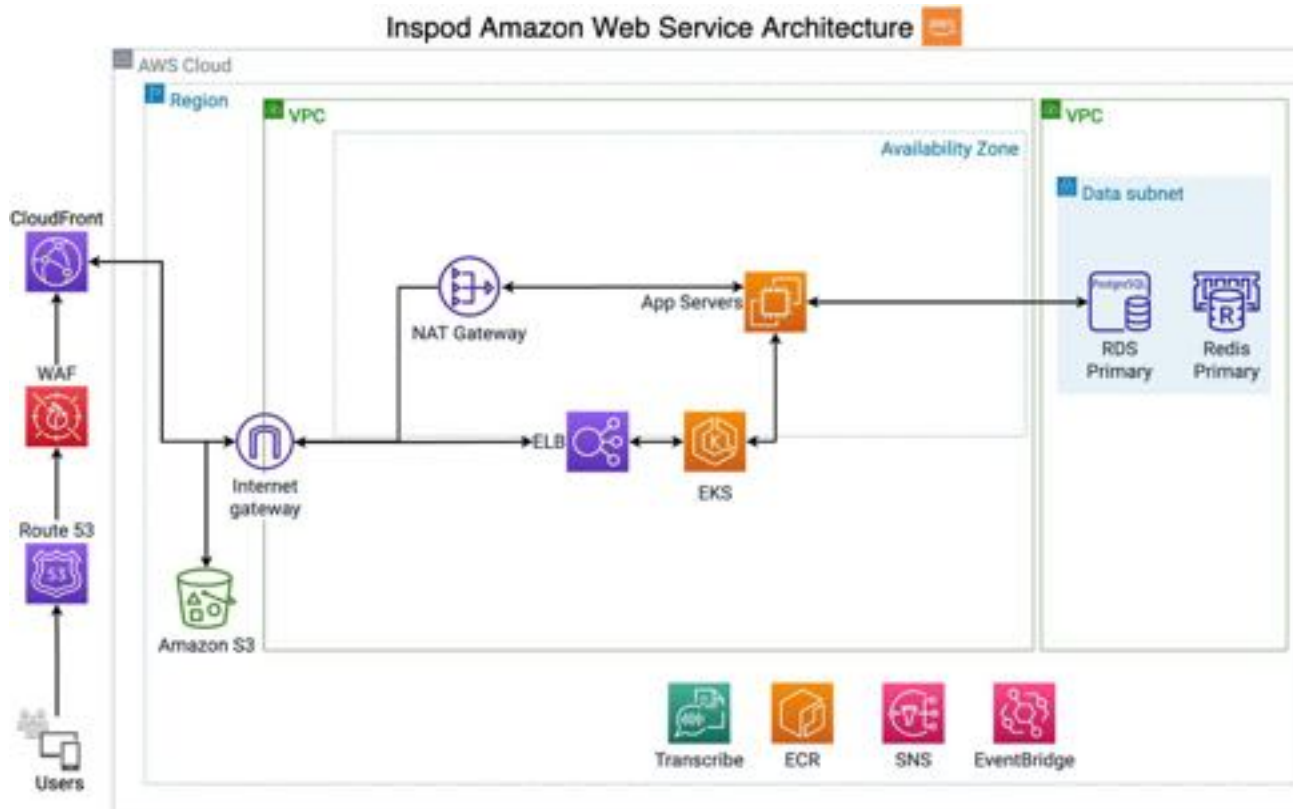 Inspod Amazon Web Service Architecture aws
AWS Cloud
Region
VPC
VPC
Availability Zone
Data subnet
CloudFront
NAT Gateway
App Servers
PostgreSQL
RDS
Primary
R
Redis
Primary
WAF
ELB
K
EKS
Internet
gateway
Route 53
53
Amazon S3
Users
Transcribe
ECR
SNS
EventBridge